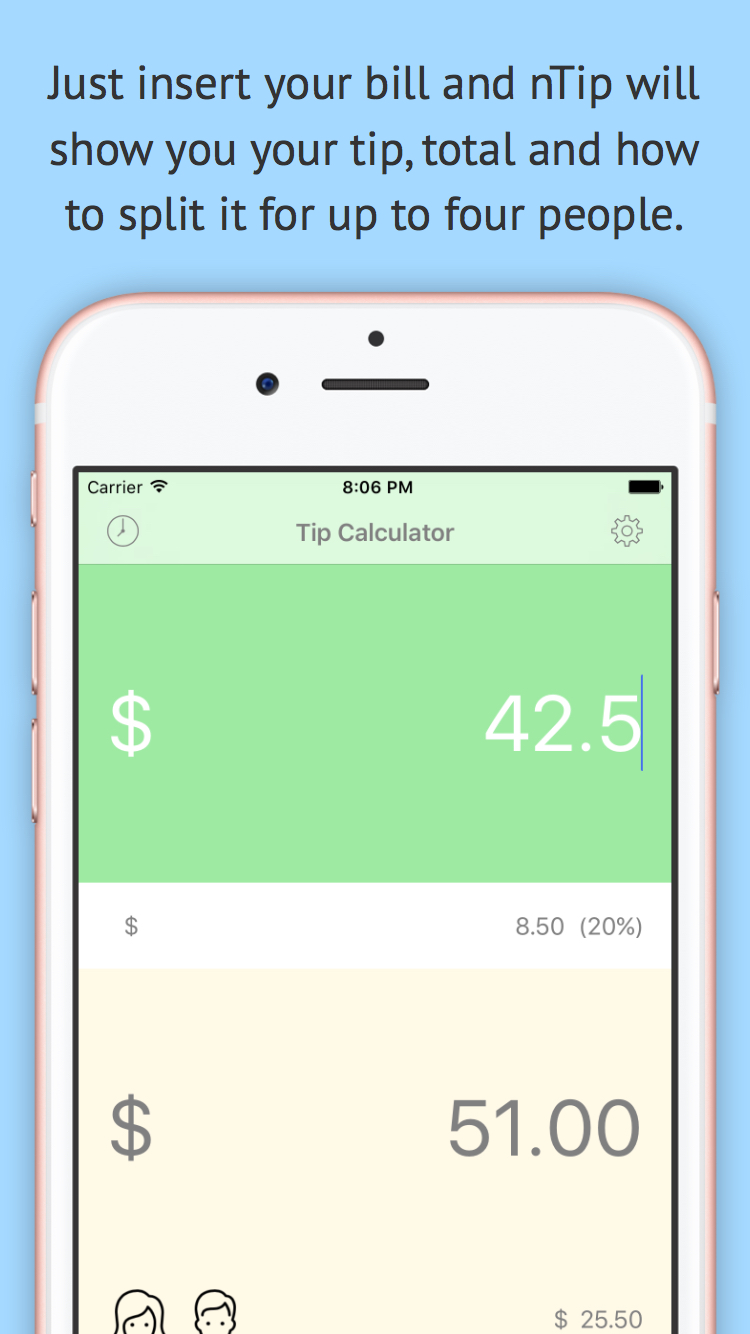 Just insert your bill and nTip will
show you your tip, total and how
to split it for up to four people.
Carrier 8:06 PM
Tip Calculator
$ 42.5
$ 8.50 (20%)
$ 51.00
$ 25.50